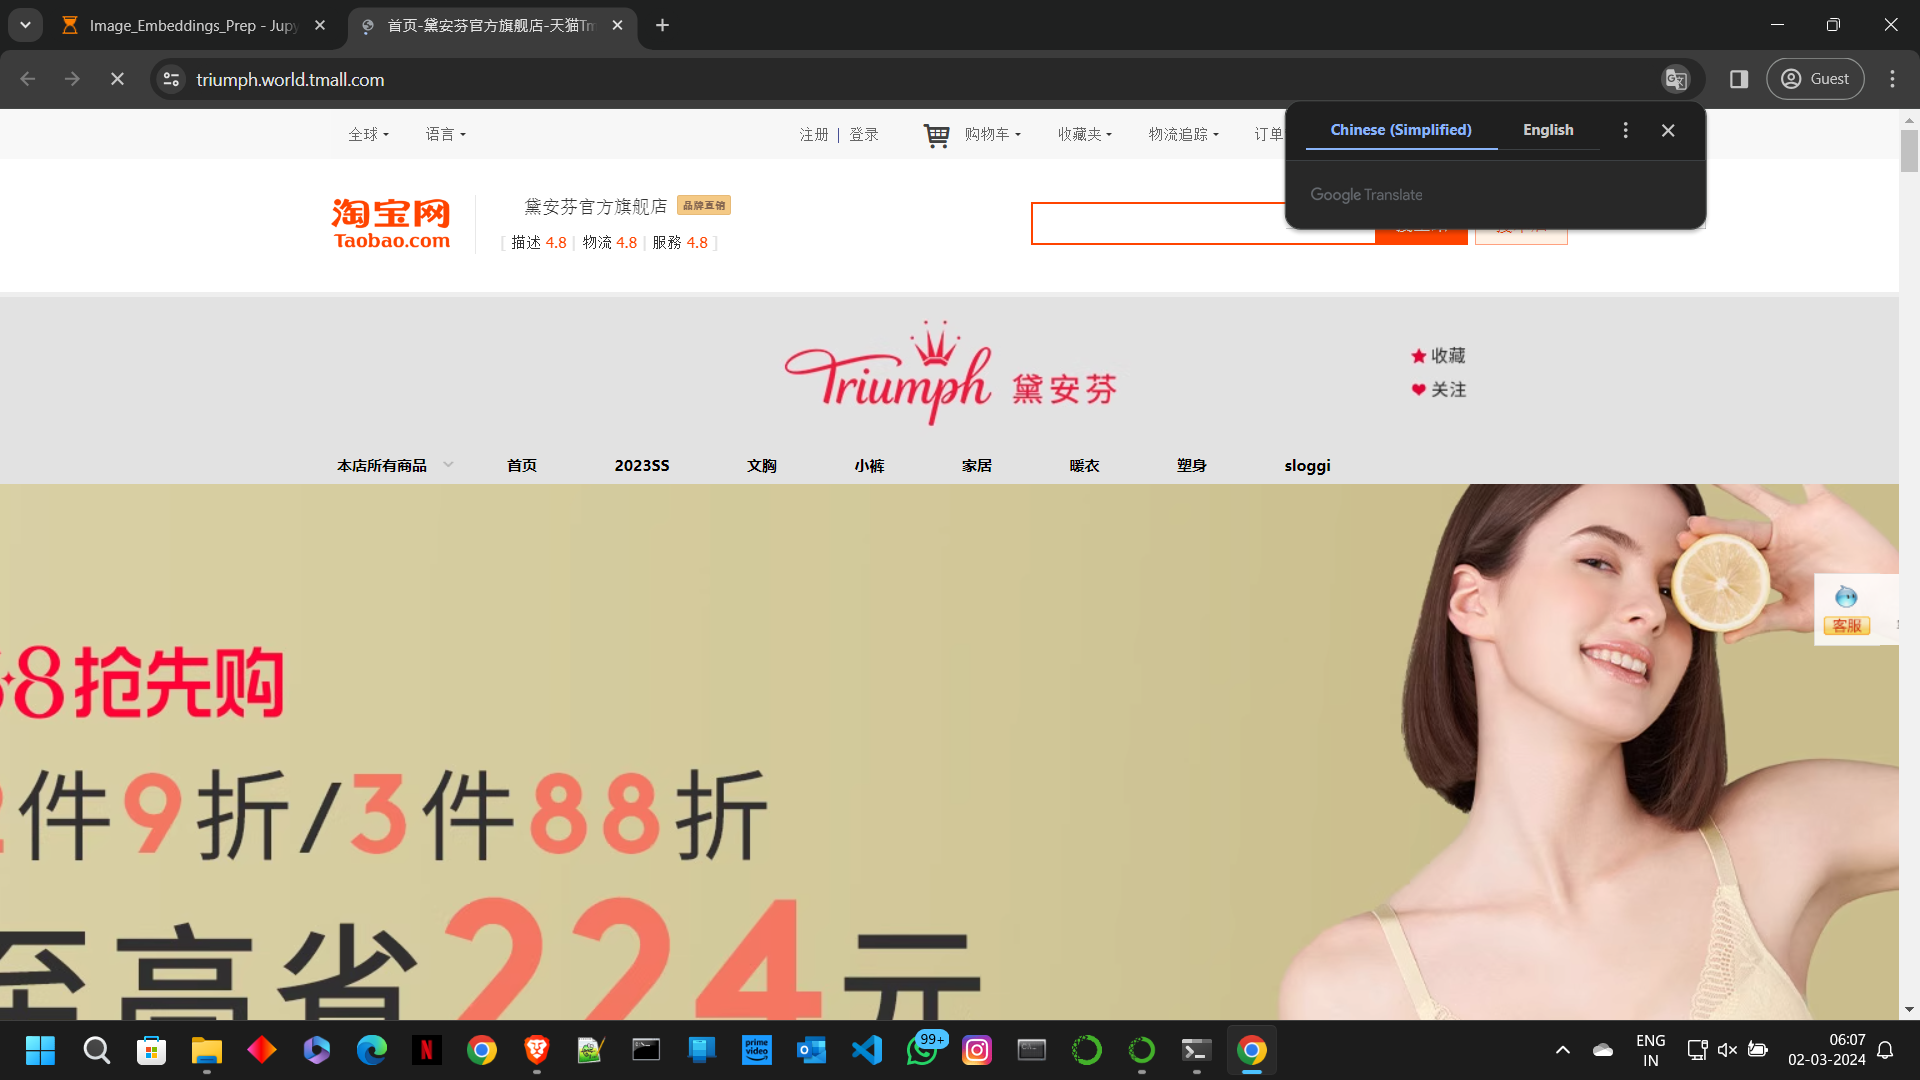 Image_Embeddings_Prep - Jupy
首页-黛安芬官方旗舰店-天猫Tm
triumph.world.tmall.com
Guest
全球
语言
注册 | 登录
购物车
收藏夹
物流追踪
订单
Chinese (Simplified)
English
Google Translate
淘宝网
Taobao.com
黛安芬官方旗舰店
品牌直销
[ 描述 4.8 | 物流 4.8 | 服務 4.8 ]
Triumph 黛安芬
收藏
关注
本店所有商品
首页
2023SS
文胸
小裤
家居
暖衣
塑身
sloggi
8抢先购
2件9折/3件88折
至高省224元
客服
prime video
99+
ENG
IN
06:07
02-03-2024